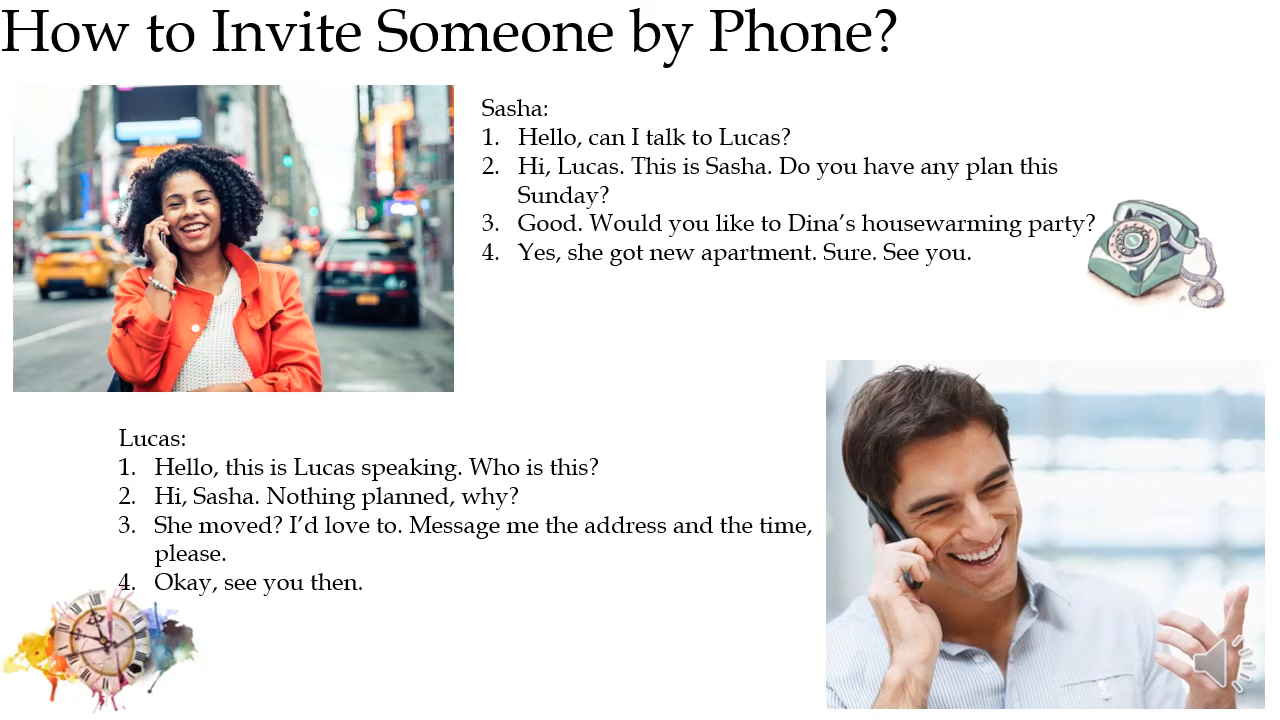 How to Invite Someone by Phone?
Sasha:
1. Hello, can I talk to Lucas?
2. Hi, Lucas. This is Sasha. Do you have any plan this
Sunday?
3. Good. Would you like to Dina’s housewarming party?
4. Yes, she got new apartment. Sure. See you.
Lucas:
1. Hello, this is Lucas speaking. Who is this?
2. Hi, Sasha. Nothing planned, why?
3. She moved? I’d love to. Message me the address and the time,
please.
4. Okay, see you then.